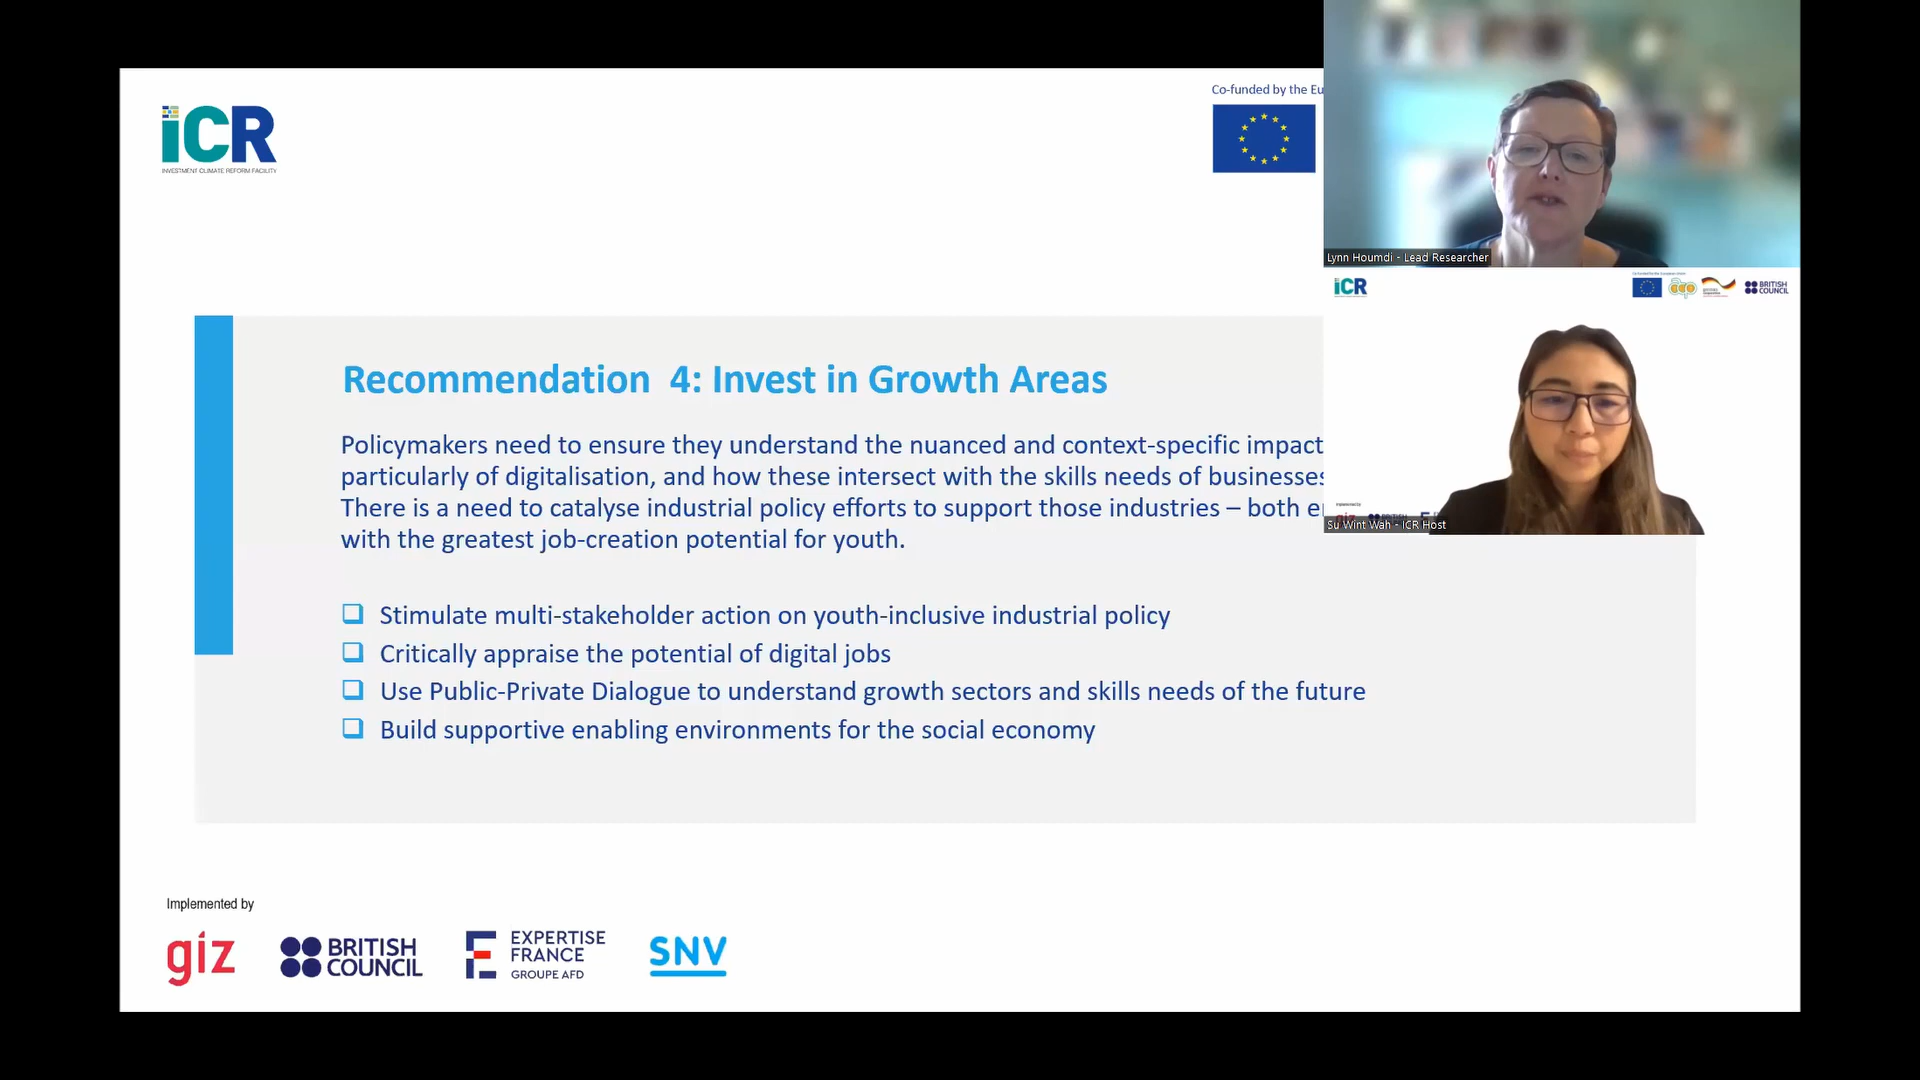 iCR
INVESTMENT CLIMATE REFORM FACILITY
Co-funded by the Eu
Lynn Houmdi - Lead Researcher
iCR
BRITISH
COUNCIL
Su Wint Wah - ICR Host
Recommendation 4: Invest in Growth Areas
Policymakers need to ensure they understand the nuanced and context-specific impact
particularly of digitalisation, and how these intersect with the skills needs of businesses
There is a need to catalyse industrial policy efforts to support those industries – both e
with the greatest job-creation potential for youth.
❑ Stimulate multi-stakeholder action on youth-inclusive industrial policy
❑ Critically appraise the potential of digital jobs
❑ Use Public-Private Dialogue to understand growth sectors and skills needs of the future
❑ Build supportive enabling environments for the social economy
Implemented by
giz
BRITISH
COUNCIL
EXPERTISE
FRANCE
GROUPE AFD
SNV